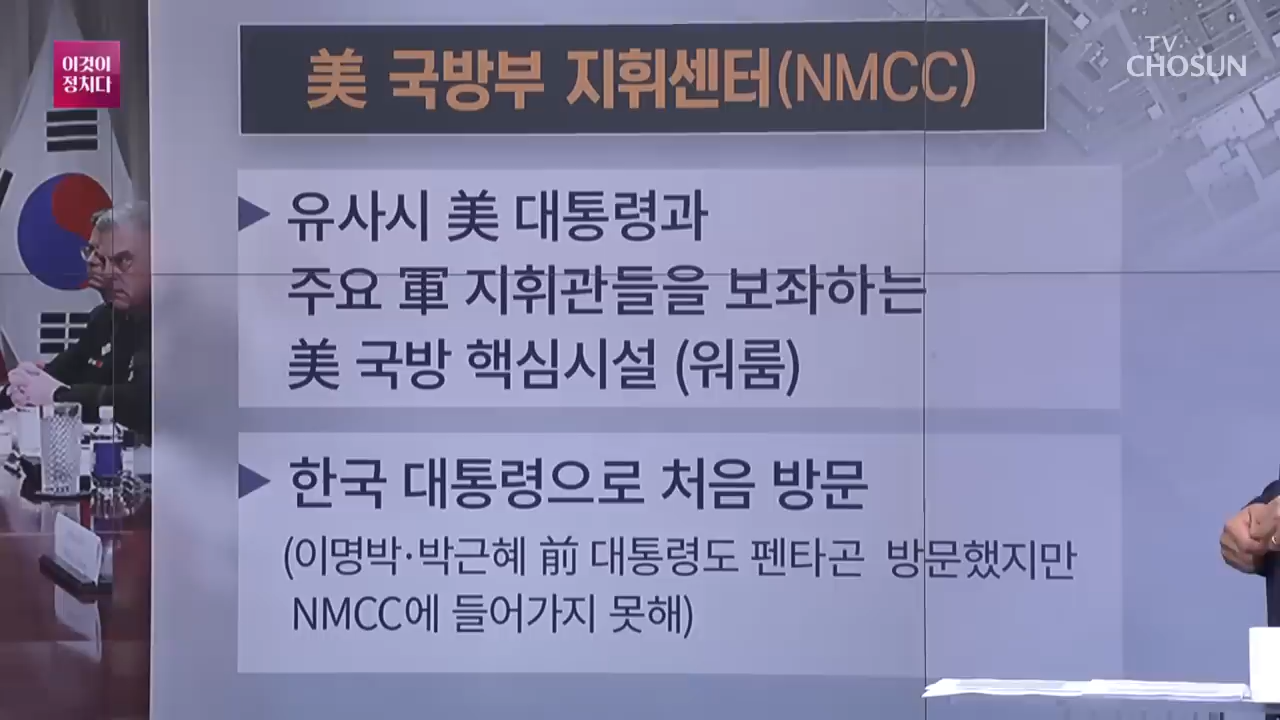 이것이
정치다
TV CHOSUN
美 국방부 지휘센터(NMCC)
▶ 유사시 美 대통령과
주요 軍 지휘관들을 보좌하는
美 국방 핵심시설 (워룸)
▶ 한국 대통령으로 처음 방문
(이명박·박근혜 前 대통령도 펜타곤 방문했지만
NMCC에 들어가지 못해)